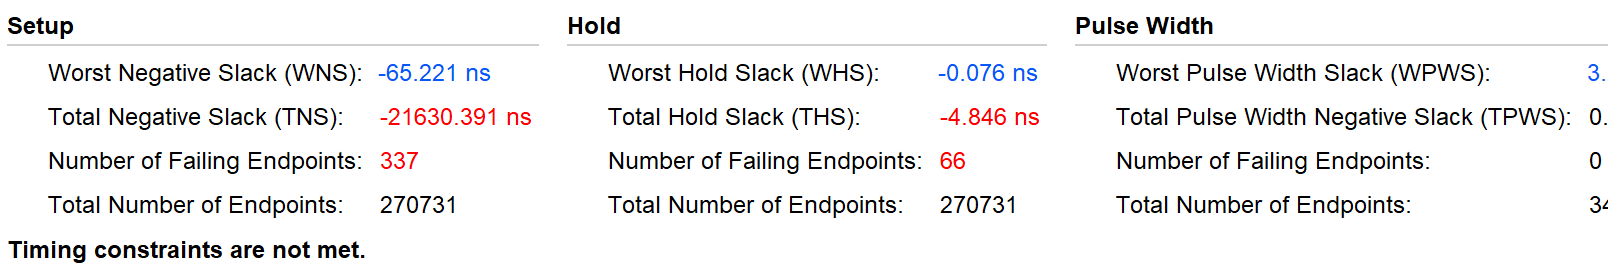 Setup
Worst Negative Slack (WNS): -65.221 ns
Total Negative Slack (TNS): -21630.391 ns
Number of Failing Endpoints: 337
Total Number of Endpoints: 270731
Hold
Worst Hold Slack (WHS): -0.076 ns
Total Hold Slack (THS): -4.846 ns
Number of Failing Endpoints: 66
Total Number of Endpoints: 270731
Pulse Width
Worst Pulse Width Slack (WPWS): 3.
Total Pulse Width Negative Slack (TPWS): 0.
Number of Failing Endpoints: 0
Total Number of Endpoints:
Timing constraints are not met.